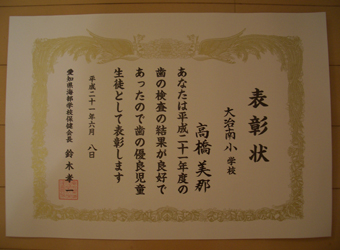 表彰状
大治南小学校
高橋美那
あなたは平成二十一年度の
歯の検査の結果が良好で
あったので歯の優良児童
生徒として表彰します
平成二十一年六月八日
愛知県海部学校保健会長 鈴木孝一